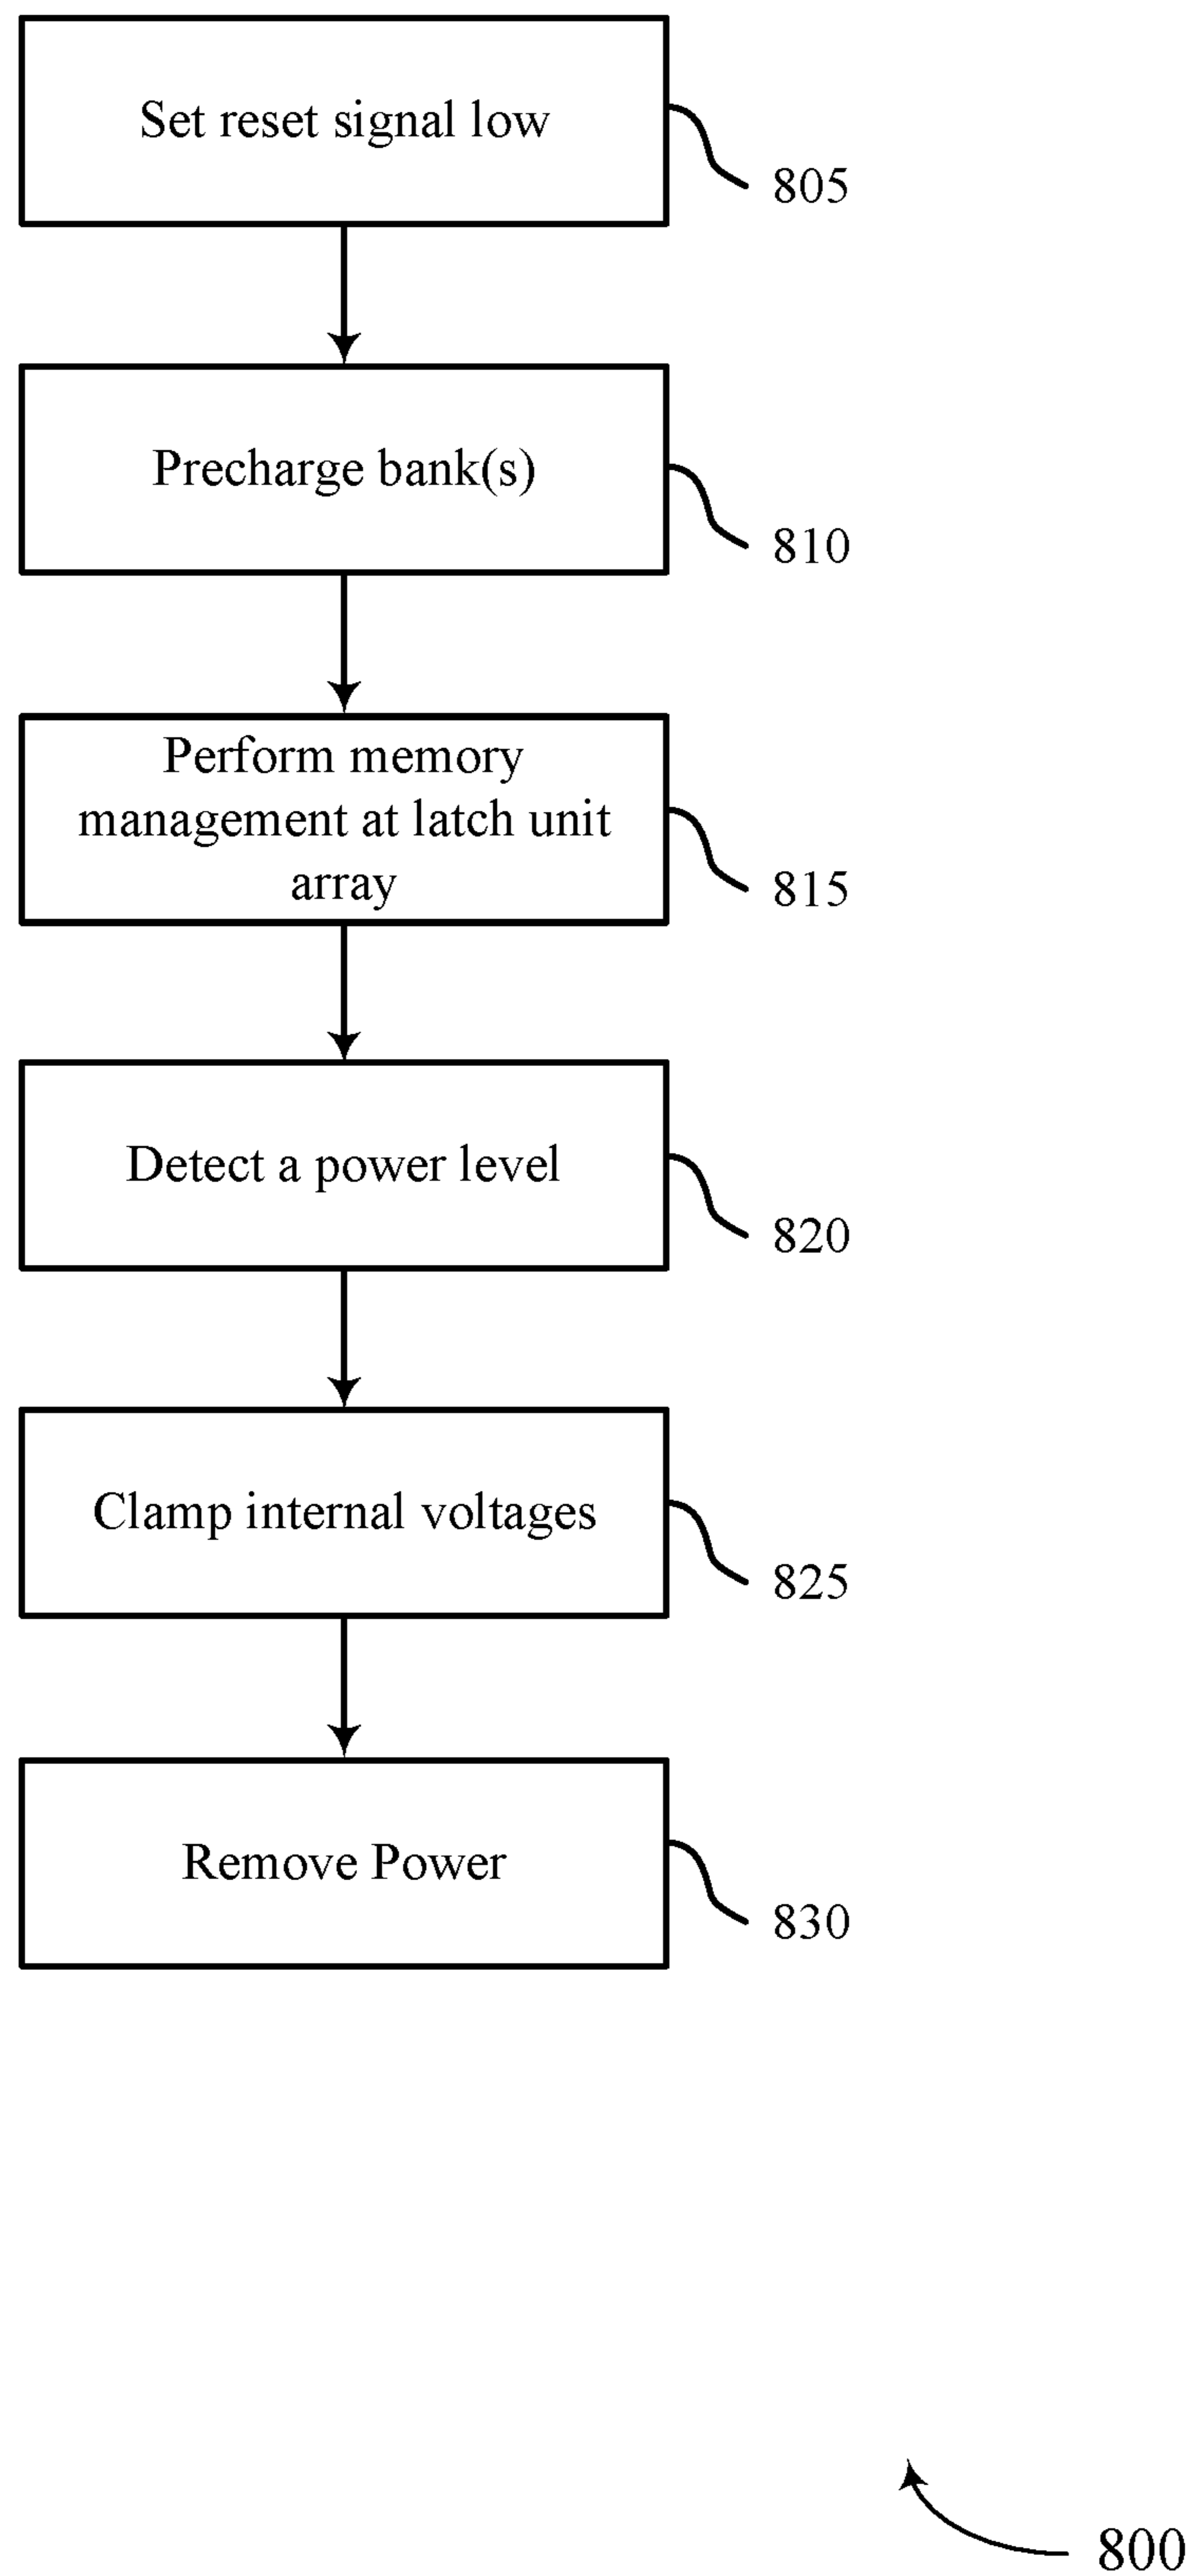 Set reset signal low
805
Precharge bank(s)
810
Perform memory
management at latch unit
array
815
Detect a power level
820
Clamp internal voltages
825
Remove Power
830
800